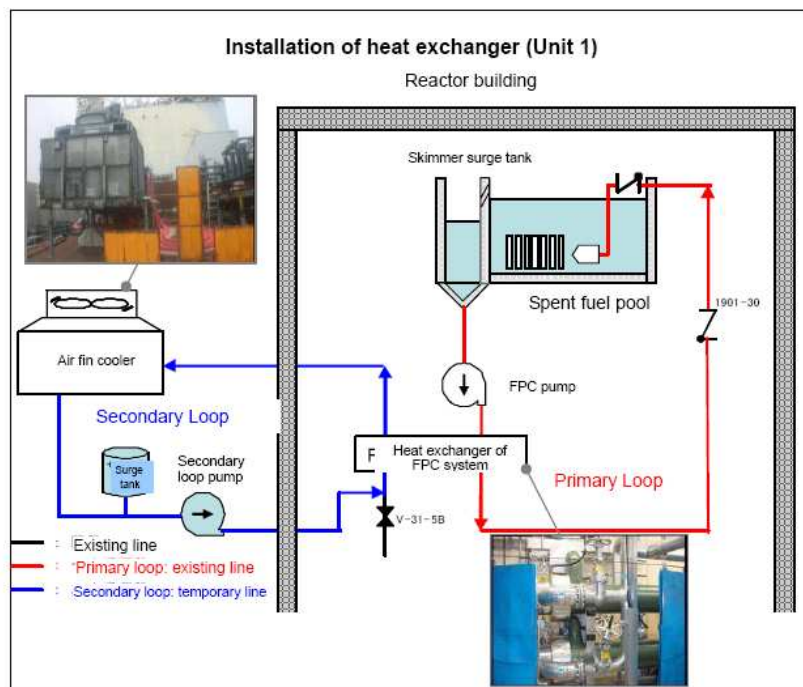 Installation of heat exchanger (Unit 1)
Reactor building
Skimmer surge tank
Spent fuel pool
1901-30
Air fin cooler
FPC pump
Secondary Loop
Heat exchanger of
FPC system
Primary Loop
Surge
tank
Secondary
loop pump
V-31-5B
: Existing line
: Primary loop: existing line
: Secondary loop: temporary line